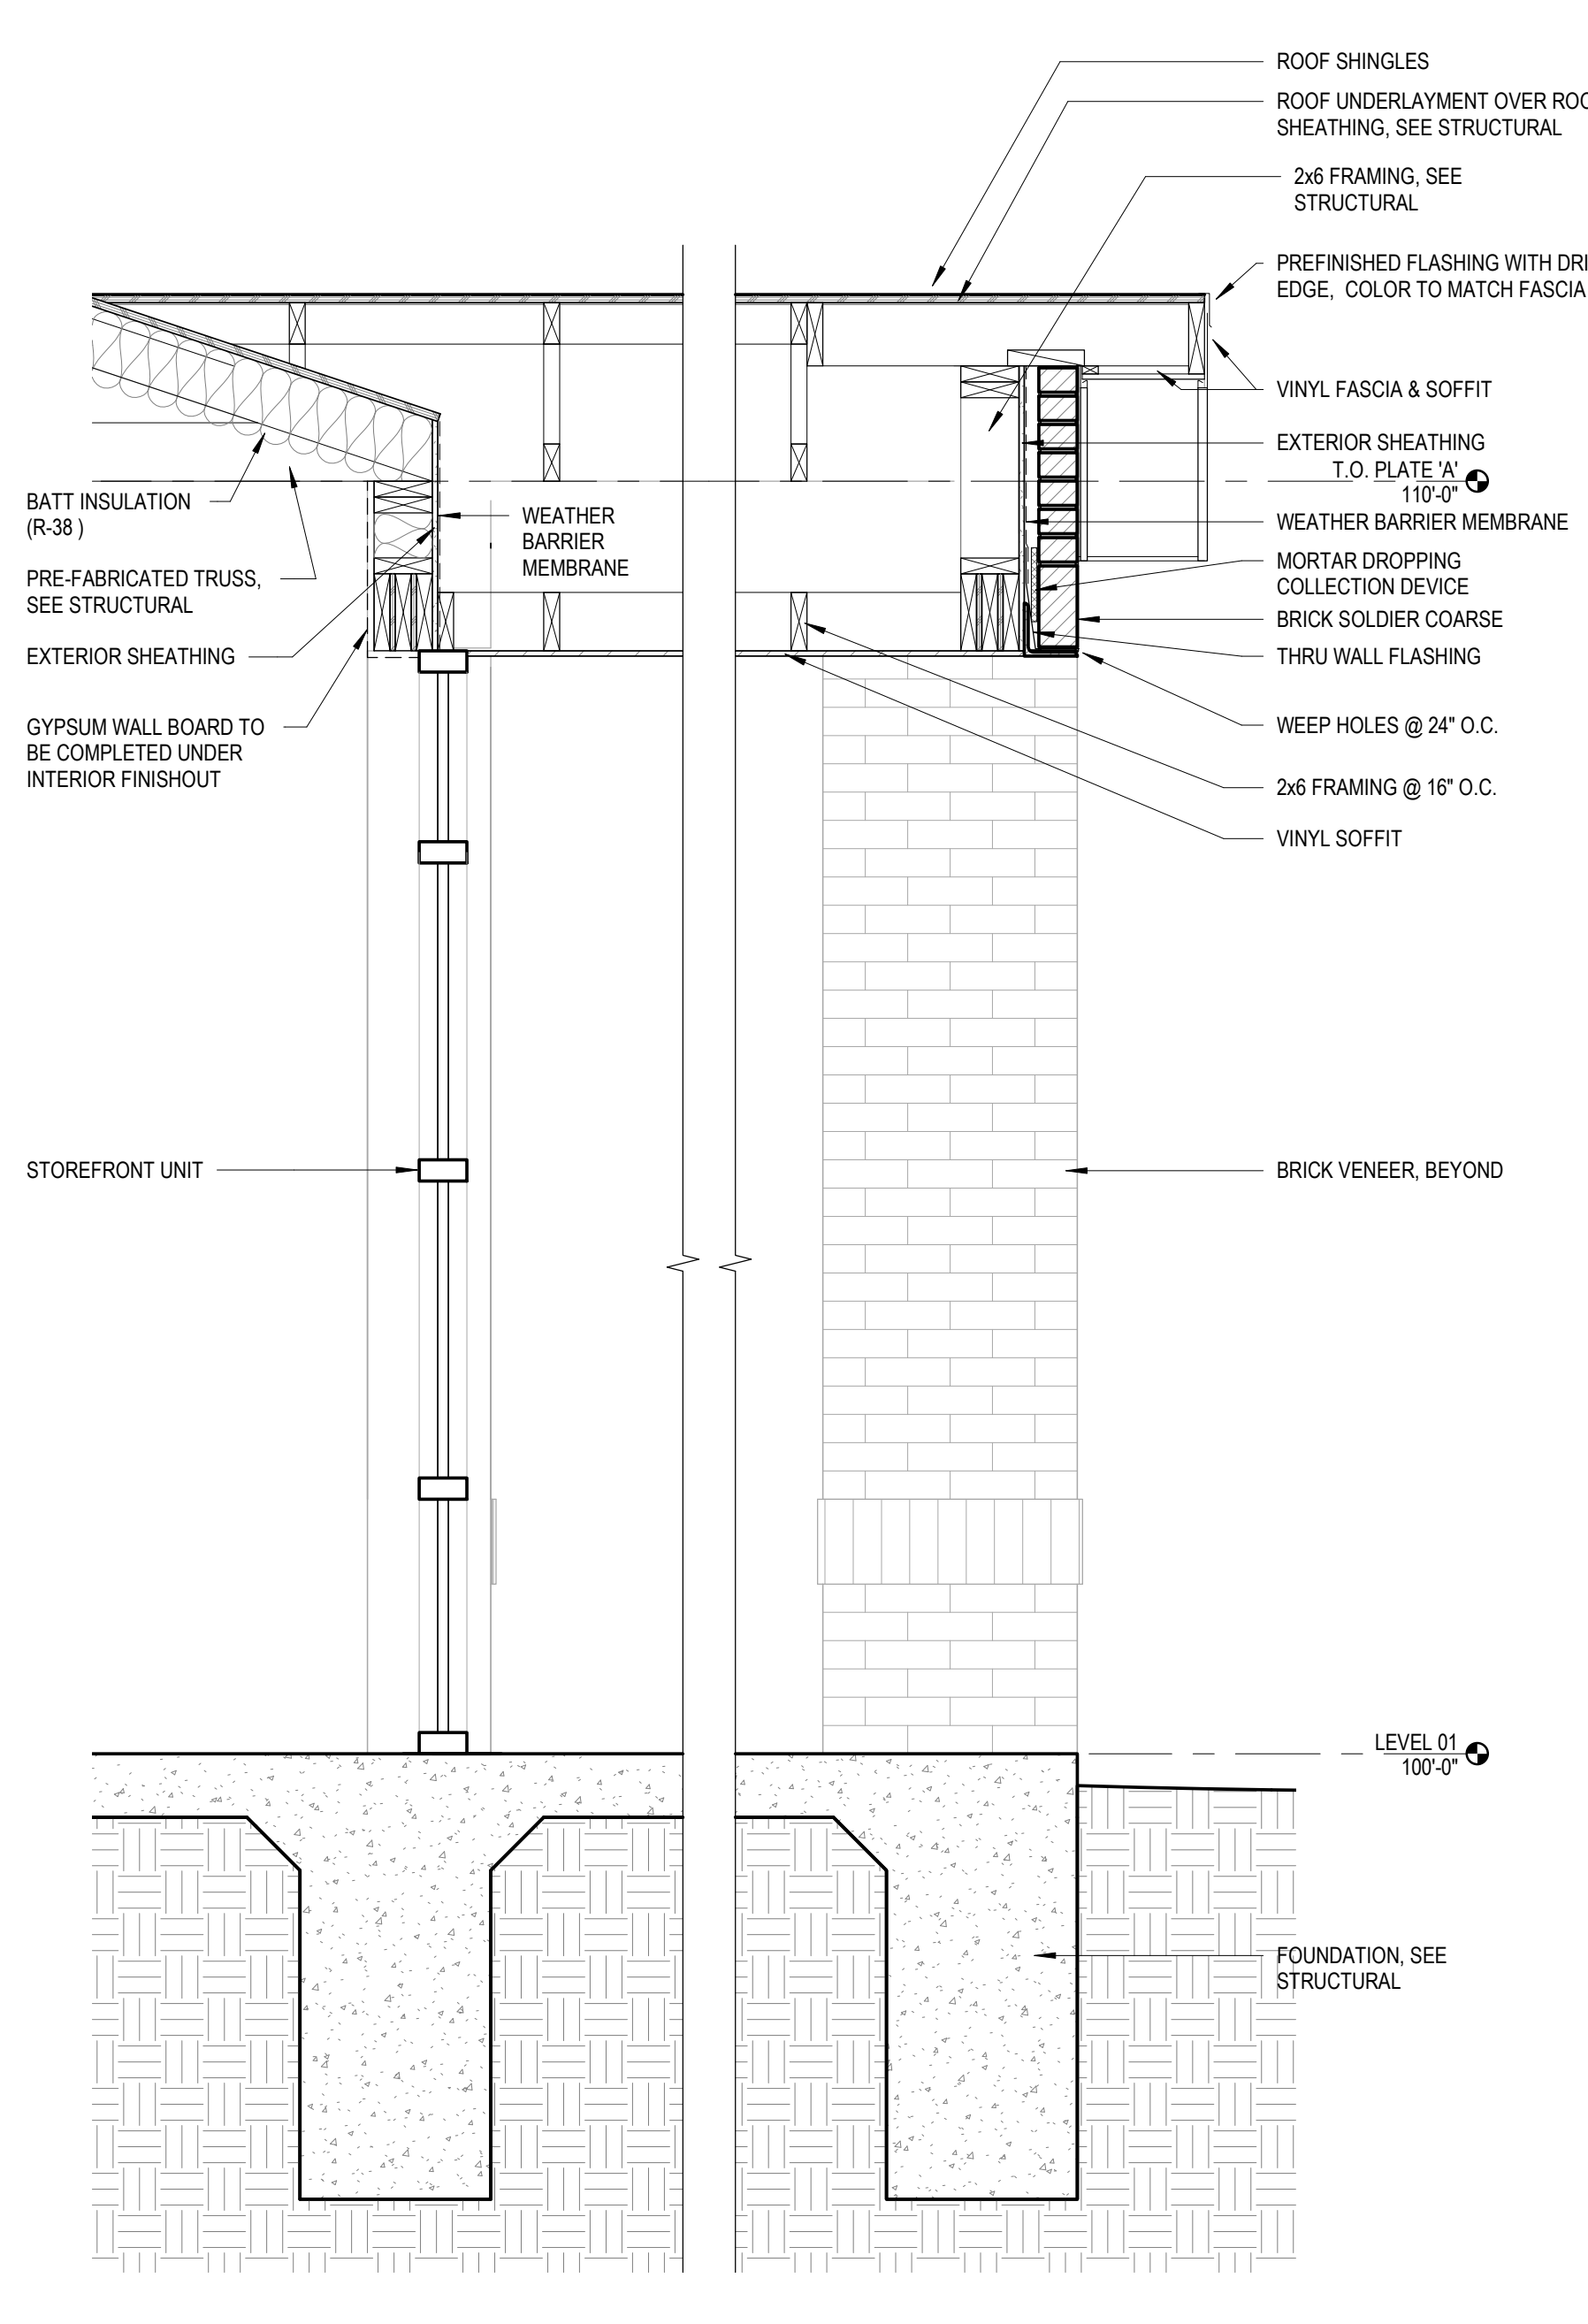 ROOF SHINGLES
ROOF UNDERLAYMENT OVER
SHEATHING, SEE STRUCTURAL
2x6 FRAMING, SEE
STRUCTURAL
PREFINISHED FLASHING WITH
EDGE, COLOR TO MATCH FASCIA
VINYL FASCIA & SOFFIT
EXTERIOR SHEATHING
T.O. PLATE 'A'
110'-0"
WEATHER BARRIER MEMBRANE
MORTAR DROPPING
COLLECTION DEVICE
BRICK SOLDIER COARSE
THRU WALL FLASHING
WEEP HOLES @ 24" O.C.
2x6 FRAMING @ 16" O.C.
VINYL SOFFIT
BATT INSULATION
(R-38 )
PRE-FABRICATED TRUSS,
SEE STRUCTURAL
EXTERIOR SHEATHING
GYPSUM WALL BOARD TO
BE COMPLETED UNDER
INTERIOR FINISHOUT
WEATHER
BARRIER
MEMBRANE
STOREFRONT UNIT
BRICK VENEER, BEYOND
LEVEL 01
100'-0"
FOUNDATION, SEE
STRUCTURAL